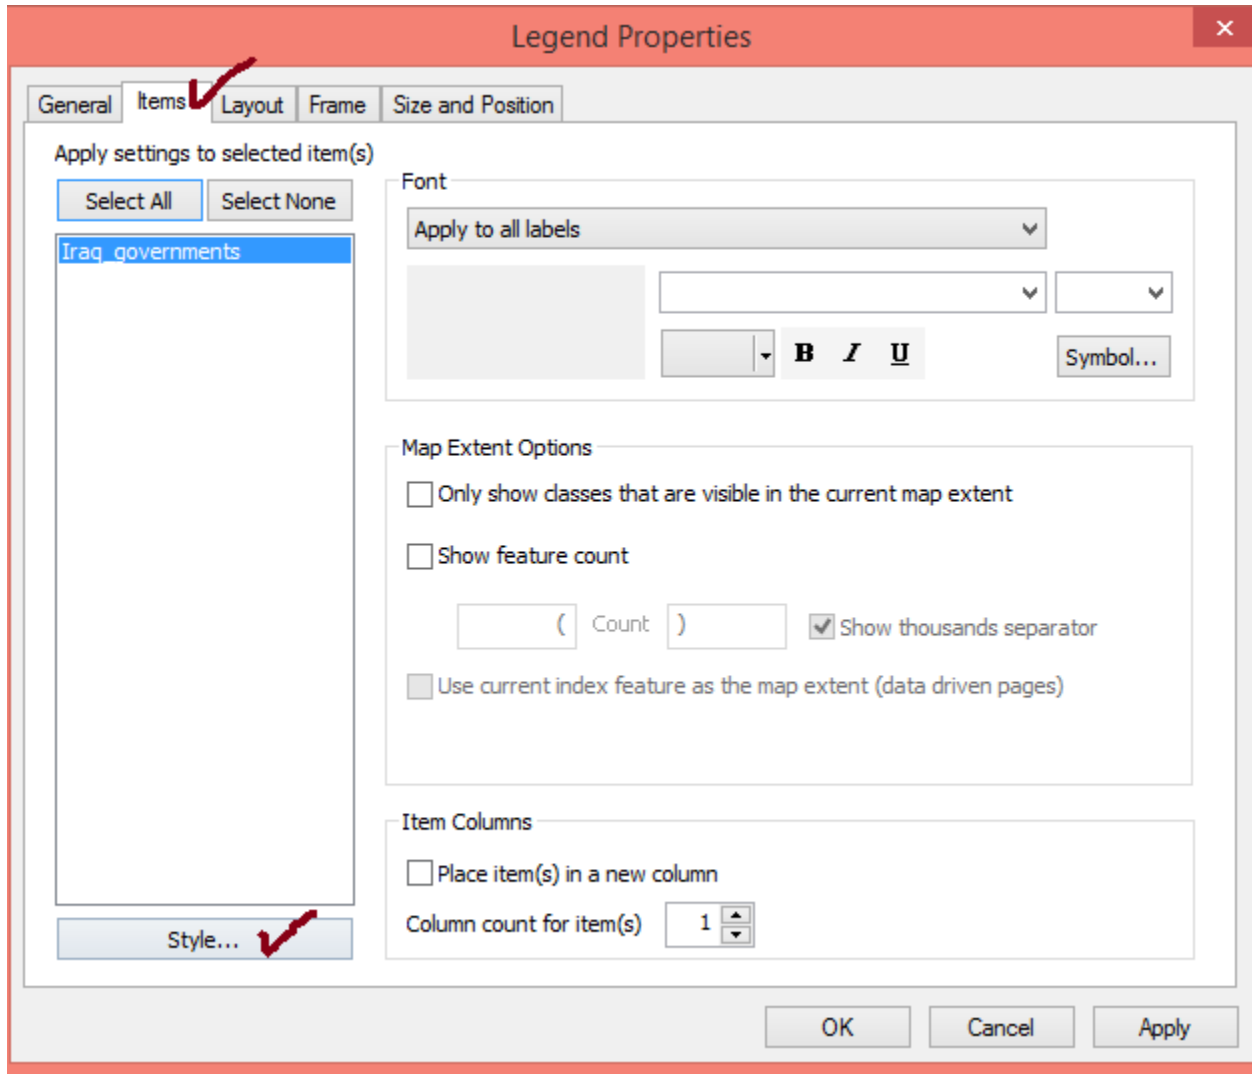 Legend Properties
General Items Layout Frame Size and Position
Apply settings to selected item(s)
Select All Select None
Iraq_governments
Style...
Font
Apply to all labels
B I U Symbol...
Map Extent Options
Only show classes that are visible in the current map extent
Show feature count
( Count ) Show thousands separator
Use current index feature as the map extent (data driven pages)
Item Columns
Place item(s) in a new column
Column count for item(s) 1
OK Cancel Apply